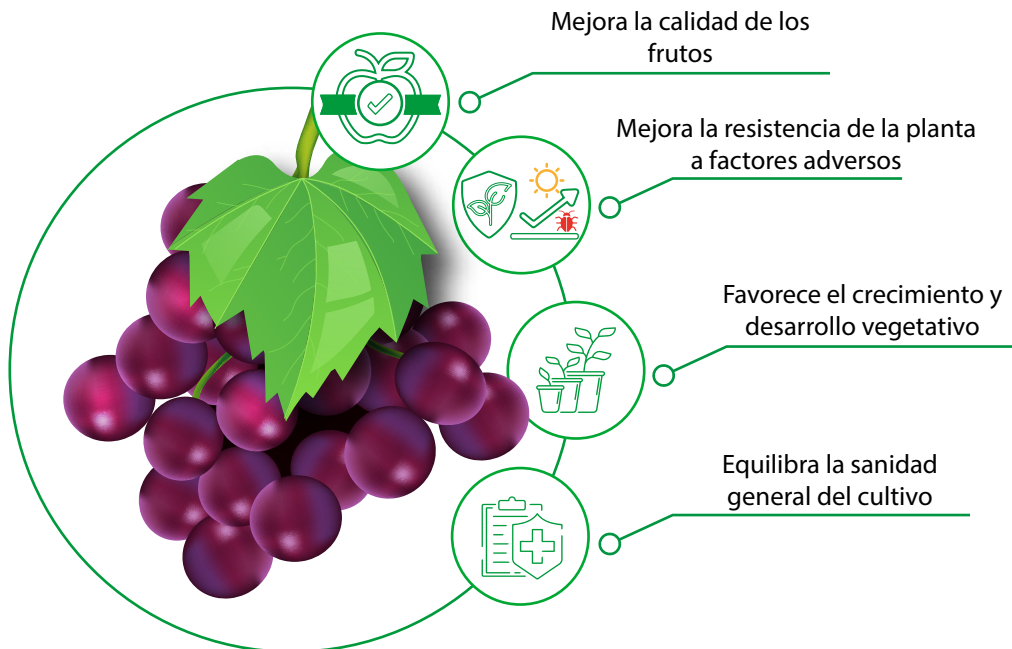 Mejora la calidad de los
frutos
Mejora la resistencia de la planta
a factores adversos
Favorece el crecimiento y
desarrollo vegetativo
Equilibra la sanidad
general del cultivo